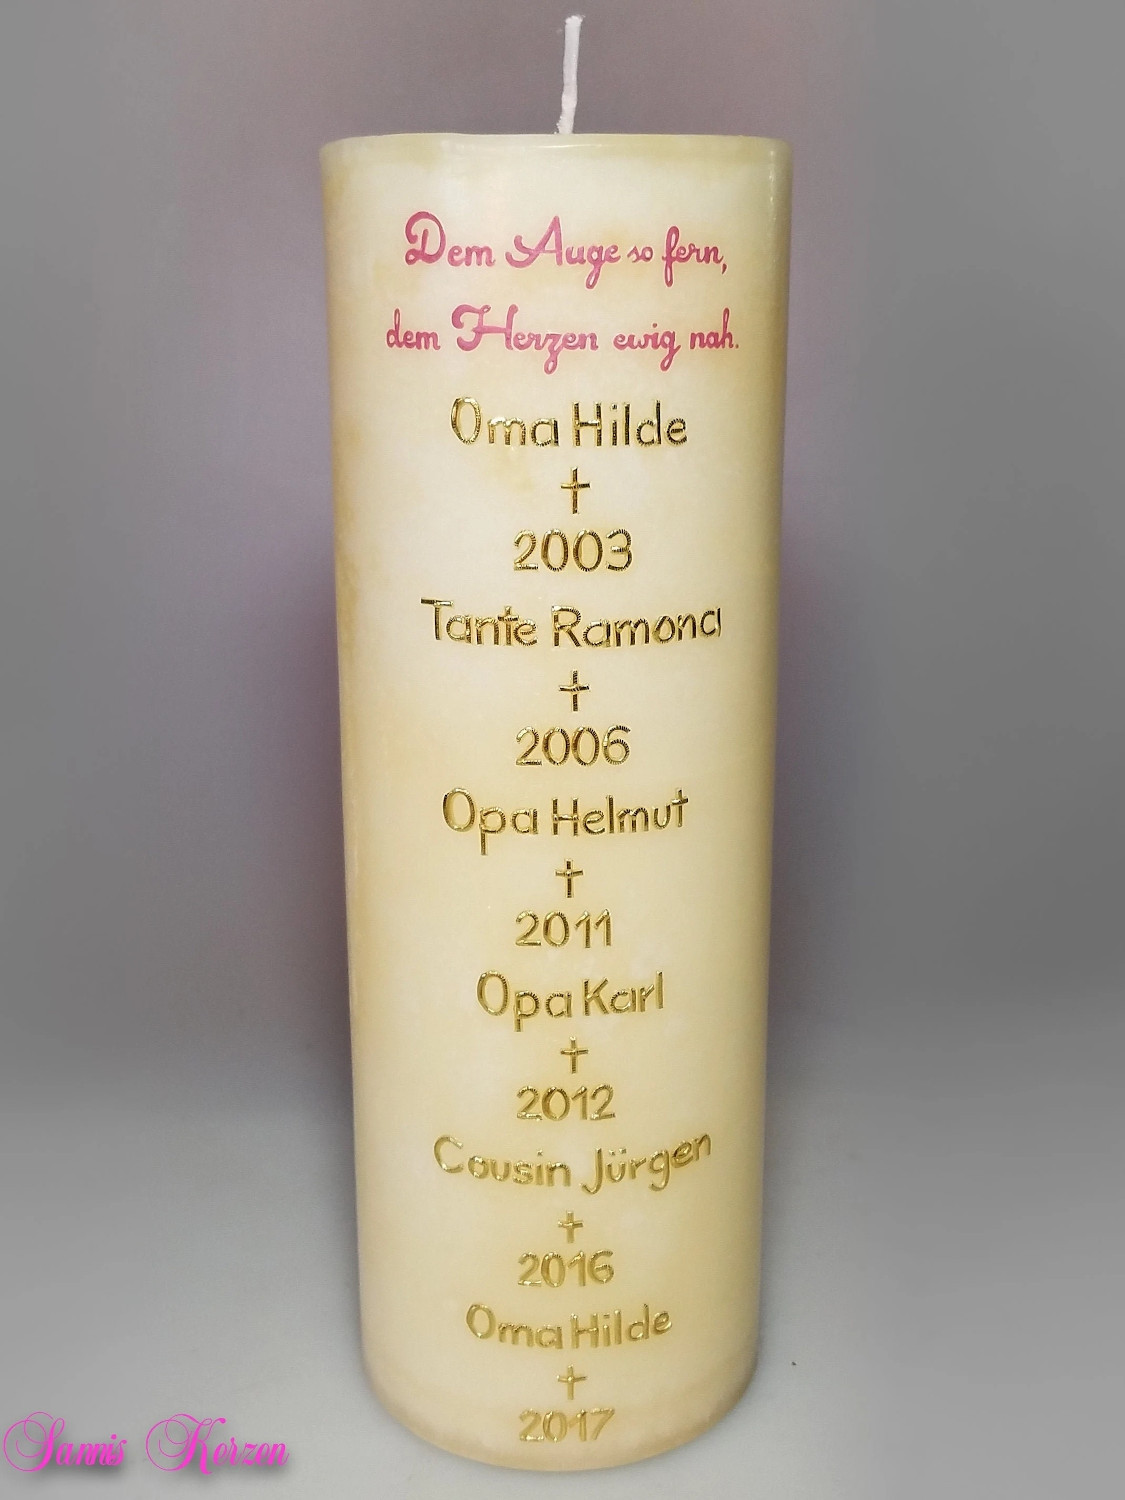 Dem Auge so fern,
dem Herzen ewig nah.
Oma Hilde
†
2003
Tante Ramona
†
2006
Opa Helmut
†
2011
Opa Karl
†
2012
Cousin Jürgen
†
2016
Oma Hilde
†
2017
Sannis Kerzen